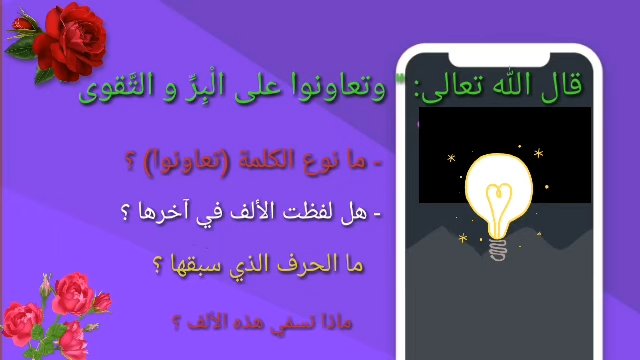 قال الله تعالى: " وتعاونوا على الْبِرِّ و التَّقوى
- ما نوع الكلمة (تعاونوا) ؟
- هل لفظت الألف في آخرها ؟
ما الحرف الذي سبقها ؟
ماذا نسمي هذه الألف ؟